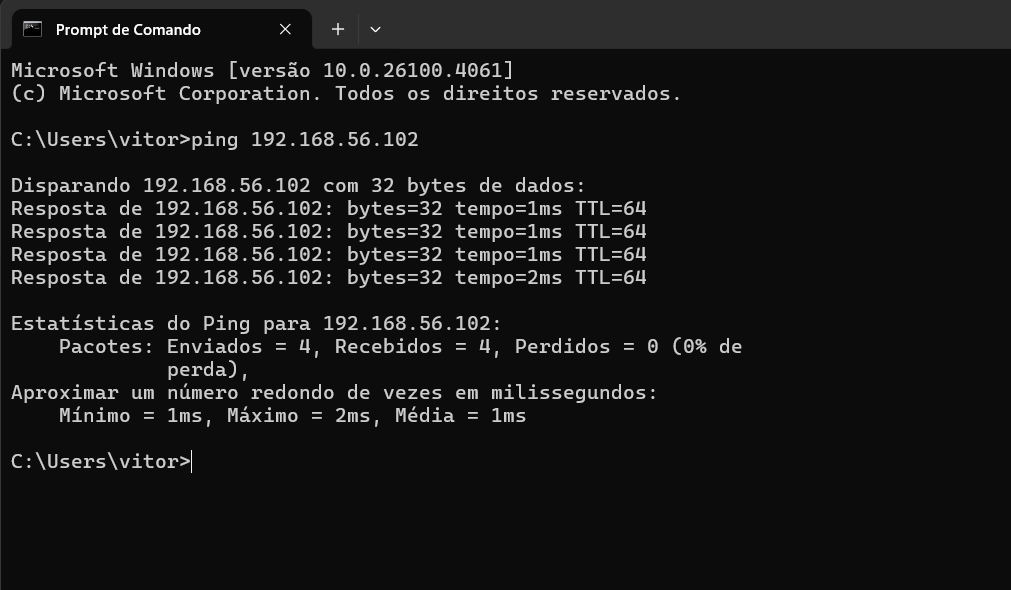 Prompt de Comando
Microsoft Windows [versão 10.0.26100.4061]
(c) Microsoft Corporation. Todos os direitos reservados.
C:\Users\vitor>ping 192.168.56.102
Disparando 192.168.56.102 com 32 bytes de dados:
Resposta de 192.168.56.102: bytes=32 tempo=1ms TTL=64
Resposta de 192.168.56.102: bytes=32 tempo=1ms TTL=64
Resposta de 192.168.56.102: bytes=32 tempo=1ms TTL=64
Resposta de 192.168.56.102: bytes=32 tempo=2ms TTL=64
Estatísticas do Ping para 192.168.56.102:
    Pacotes: Enviados = 4, Recebidos = 4, Perdidos = 0 (0% de
             perda),
Aproximar um número redondo de vezes em milissegundos:
    Mínimo = 1ms, Máximo = 2ms, Média = 1ms
C:\Users\vitor>